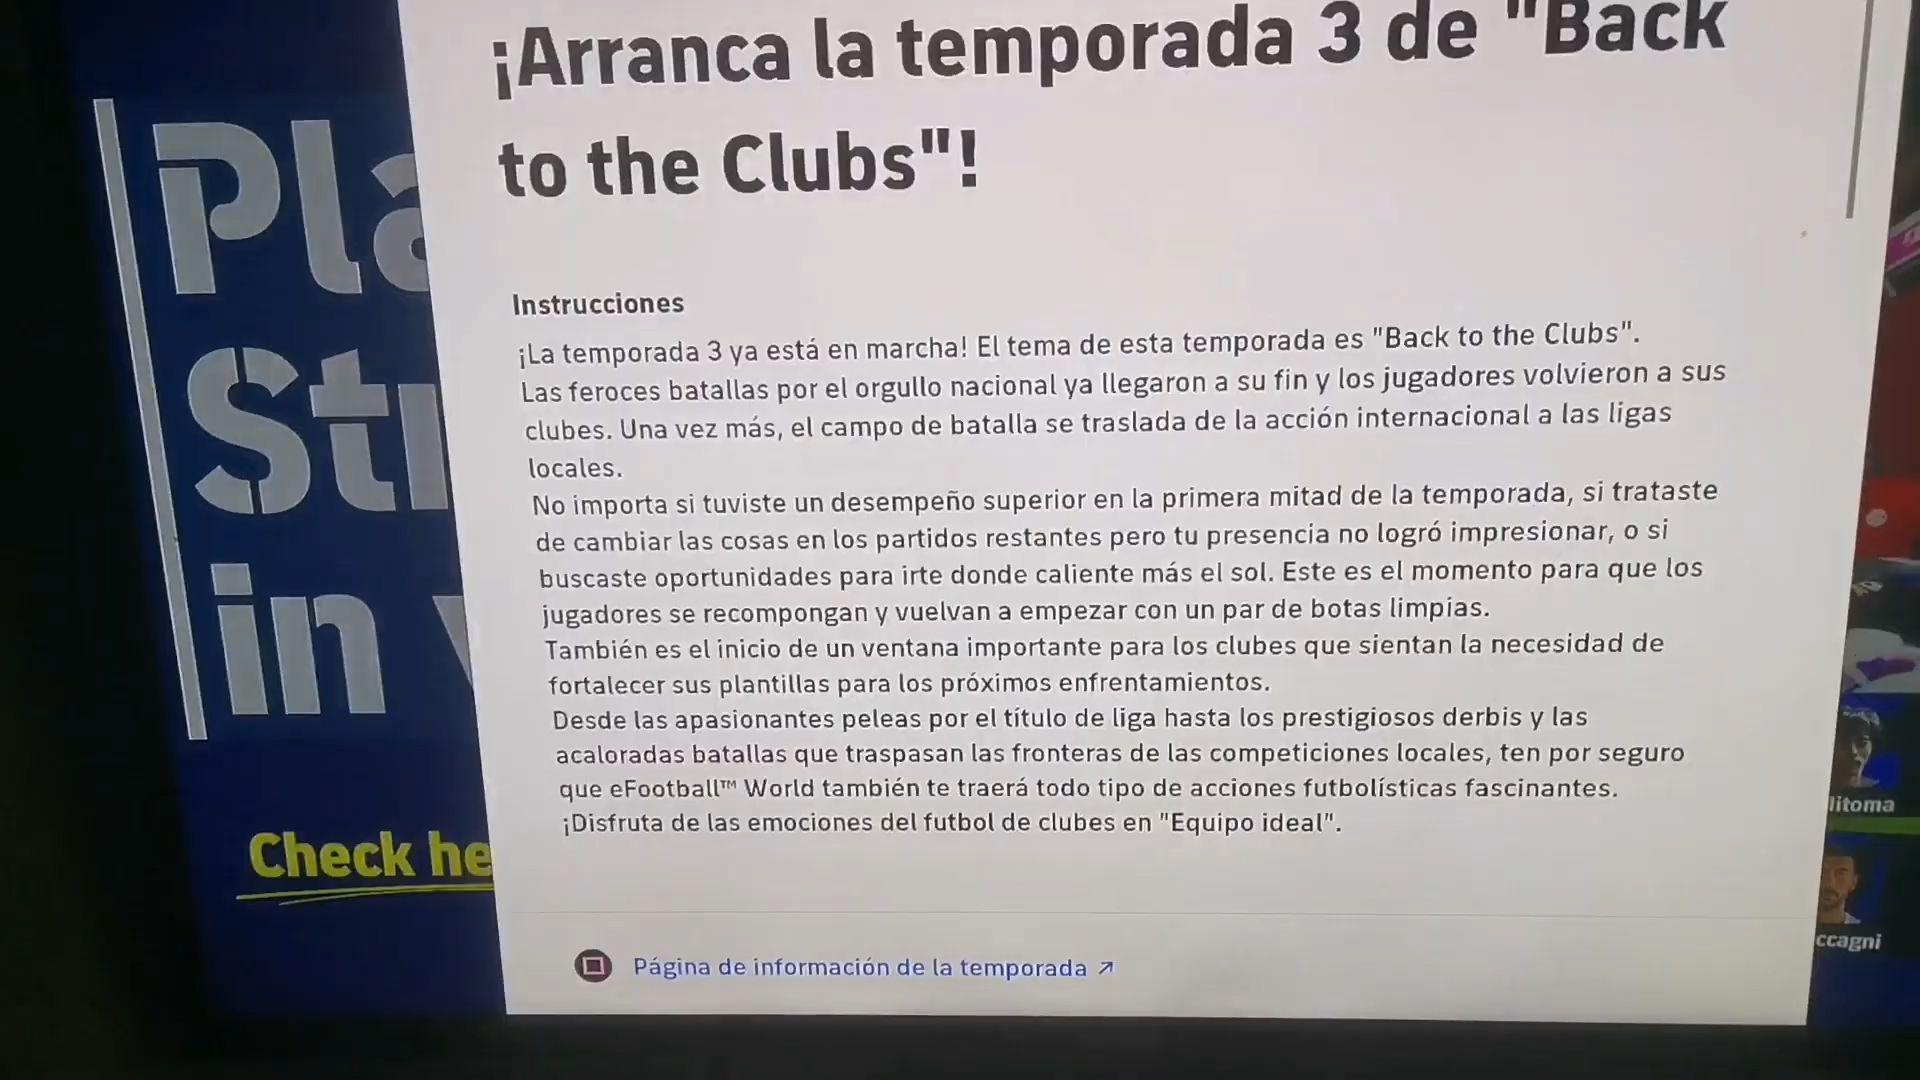 ¡Arranca la temporada 3 de "Back
to the Clubs"!
Instrucciones
¡La temporada 3 ya está en marcha! El tema de esta temporada es "Back to the Clubs".
Las feroces batallas por el orgullo nacional ya llegaron a su fin y los jugadores volvieron a sus
clubes. Una vez más, el campo de batalla se traslada de la acción internacional a las ligas
locales.
No importa si tuviste un desempeño superior en la primera mitad de la temporada, si trataste
de cambiar las cosas en los partidos restantes pero tu presencia no logró impresionar, o si
buscaste oportunidades para irte donde caliente más el sol. Este es el momento para que los
jugadores se recompongan y vuelvan a empezar con un par de botas limpias.
También es el inicio de un ventana importante para los clubes que sientan la necesidad de
fortalecer sus plantillas para los próximos enfrentamientos.
Desde las apasionantes peleas por el título de liga hasta los prestigiosos derbis y las
acaloradas batallas que traspasan las fronteras de las competiciones locales, ten por seguro
que eFootball™ World también te traerá todo tipo de acciones futbolísticas fascinantes.
¡Disfruta de las emociones del futbol de clubes en "Equipo ideal".
Página de información de la temporada ↗
Pla
St
in
Check he
litoma
ccagni